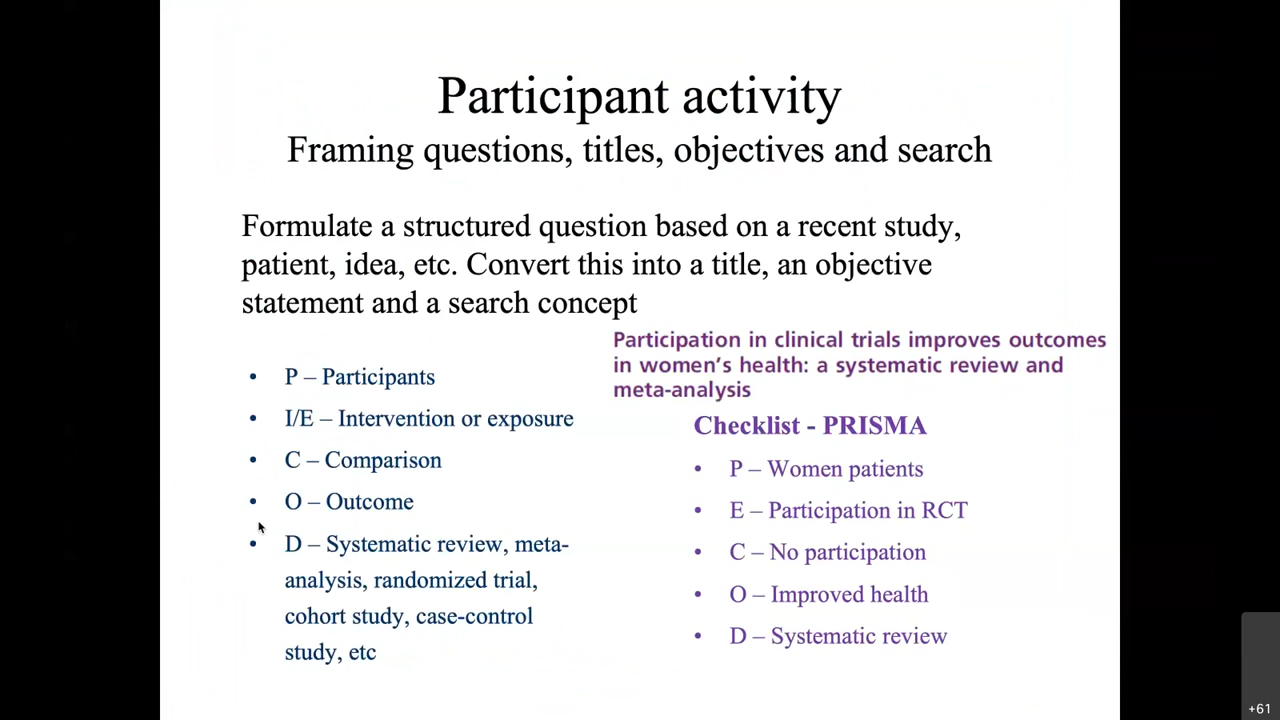 Participant activity
Framing questions, titles, objectives and search
Formulate a structured question based on a recent study,
patient, idea, etc. Convert this into a title, an objective
statement and a search concept
• P – Participants
• I/E – Intervention or exposure
• C – Comparison
• O – Outcome
• D – Systematic review, meta-
analysis, randomized trial,
cohort study, case-control
study, etc
Participation in clinical trials improves outcomes
in women's health: a systematic review and
meta-analysis
Checklist - PRISMA
• P – Women patients
• E – Participation in RCT
• C – No participation
• O – Improved health
• D – Systematic review
+61